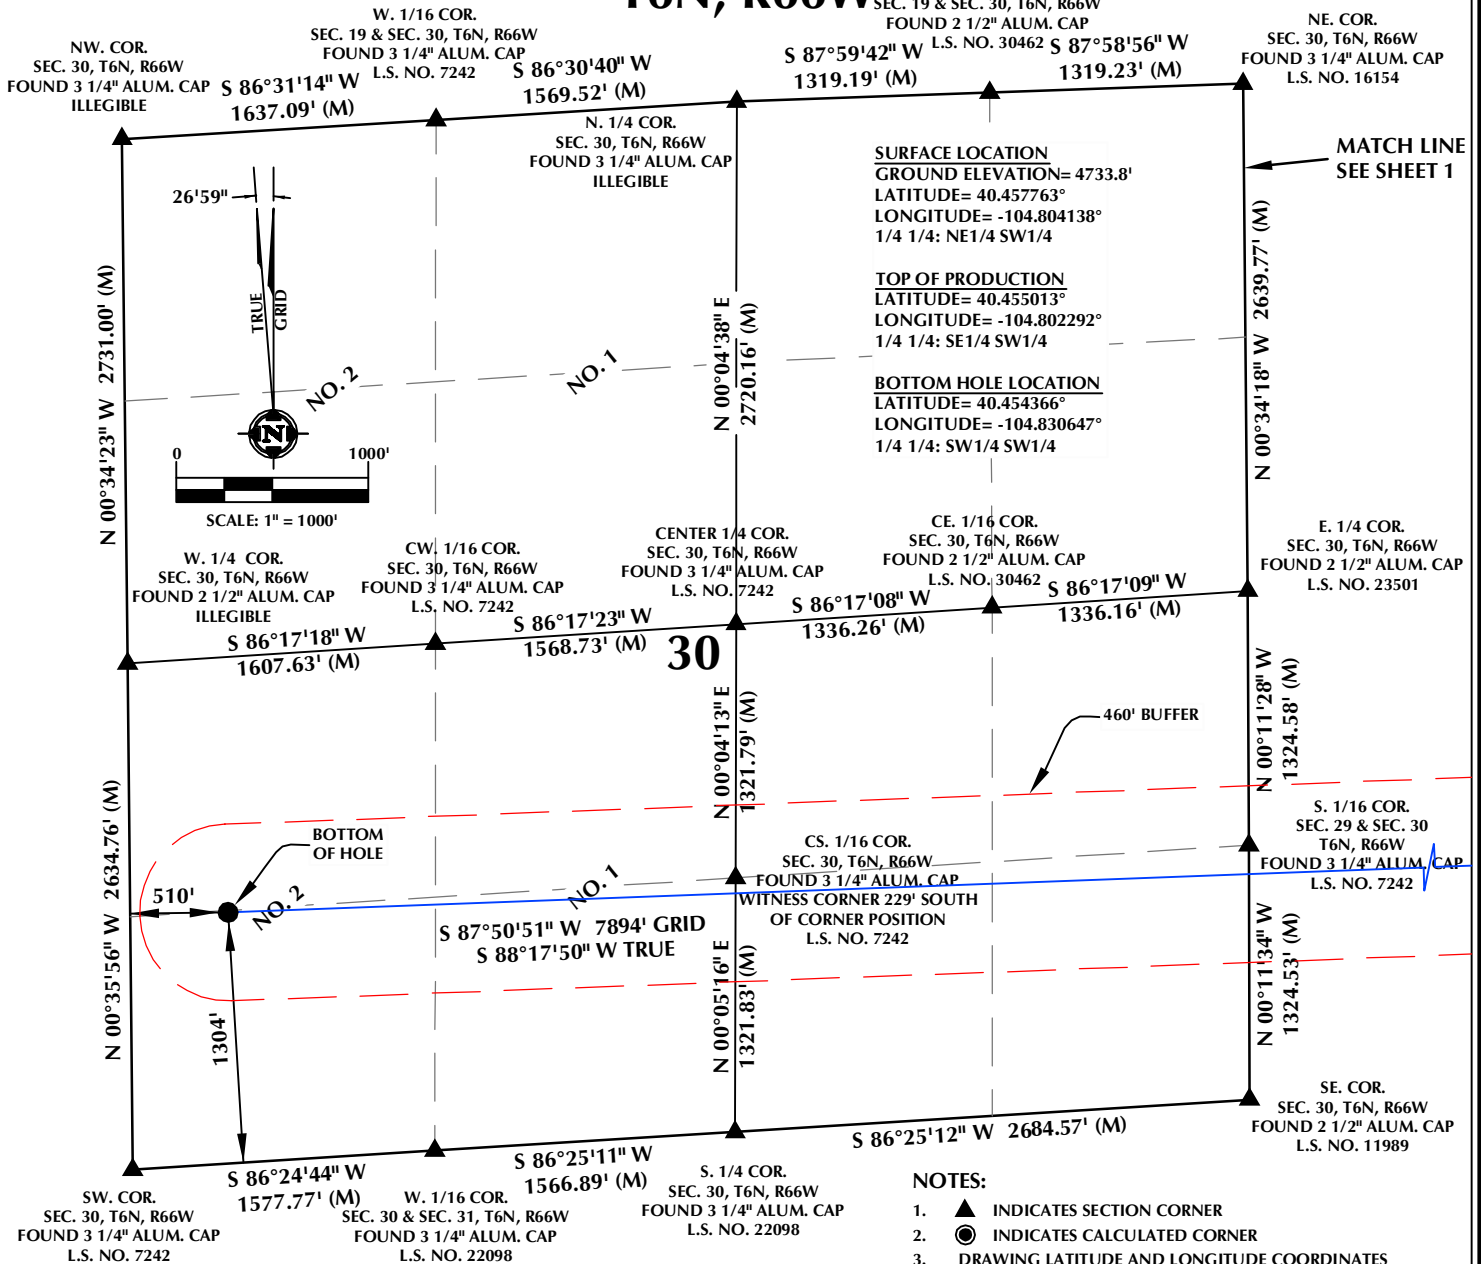 T6N, R66W
W. 1/16 COR.
SEC. 19 & SEC. 30, T6N, R66W
FOUND 3 1/4" ALUM. CAP
L.S. NO. 7242
SEC. 19 & SEC. 30, T6N, R66W
FOUND 2 1/2" ALUM. CAP
L.S. NO. 30462
NE. COR.
SEC. 30, T6N, R66W
FOUND 3 1/4" ALUM. CAP
L.S. NO. 16154
NW. COR.
SEC. 30, T6N, R66W
FOUND 3 1/4" ALUM. CAP
ILLEGIBLE
S 86°31'14" W
1637.09' (M)
S 86°30'40" W
1569.52' (M)
S 87°59'42" W
1319.19' (M)
S 87°58'56" W
1319.23' (M)
N. 1/4 COR.
SEC. 30, T6N, R66W
FOUND 3 1/4" ALUM. CAP
ILLEGIBLE
MATCH LINE
SEE SHEET 1
SURFACE LOCATION
GROUND ELEVATION= 4733.8'
LATITUDE= 40.457763°
LONGITUDE= -104.804138°
1/4 1/4: NE1/4 SW1/4
TOP OF PRODUCTION
LATITUDE= 40.455013°
LONGITUDE= -104.802292°
1/4 1/4: SE1/4 SW1/4
BOTTOM HOLE LOCATION
LATITUDE= 40.454366°
LONGITUDE= -104.830647°
1/4 1/4: SW1/4 SW1/4
26'59"
TRUE
GRID
N
0 1000'
SCALE: 1" = 1000'
NO. 2
NO. 1
N 00°34'23" W 2731.00' (M)
N 00°04'38" E
2720.16' (M)
N 00°34'18" W 2639.77' (M)
W. 1/4 COR.
SEC. 30, T6N, R66W
FOUND 2 1/2" ALUM. CAP
ILLEGIBLE
CW. 1/16 COR.
SEC. 30, T6N, R66W
FOUND 3 1/4" ALUM. CAP
L.S. NO. 7242
CENTER 1/4 COR.
SEC. 30, T6N, R66W
FOUND 3 1/4" ALUM. CAP
L.S. NO. 7242
CE. 1/16 COR.
SEC. 30, T6N, R66W
FOUND 2 1/2" ALUM. CAP
L.S. NO. 30462
E. 1/4 COR.
SEC. 30, T6N, R66W
FOUND 2 1/2" ALUM. CAP
L.S. NO. 23501
S 86°17'18" W
1607.63' (M)
S 86°17'23" W
1568.73' (M)
S 86°17'08" W
1336.26' (M)
S 86°17'09" W
1336.16' (M)
30
N 00°04'13" E
1321.79' (M)
N 00°11'28" W
1324.58' (M)
460' BUFFER
N 00°35'56" W 2634.76' (M)
BOTTOM
OF HOLE
510'
NO. 2
NO. 1
CS. 1/16 COR.
SEC. 30, T6N, R66W
FOUND 3 1/4" ALUM. CAP
WITNESS CORNER 229' SOUTH
OF CORNER POSITION
L.S. NO. 7242
S. 1/16 COR.
SEC. 29 & SEC. 30
T6N, R66W
FOUND 3 1/4" ALUM. CAP
L.S. NO. 7242
S 87°50'51" W 7894' GRID
S 88°17'50" W TRUE
1304'
N 00°05'16" E
1321.83' (M)
N 00°11'34" W
1324.53' (M)
S 86°24'44" W
1577.77' (M)
S 86°25'11" W
1566.89' (M)
S 86°25'12" W 2684.57' (M)
SE. COR.
SEC. 30, T6N, R66W
FOUND 2 1/2" ALUM. CAP
L.S. NO. 11989
SW. COR.
SEC. 30, T6N, R66W
FOUND 3 1/4" ALUM. CAP
L.S. NO. 7242
W. 1/16 COR.
SEC. 30 & SEC. 31, T6N, R66W
FOUND 3 1/4" ALUM. CAP
L.S. NO. 22098
S. 1/4 COR.
SEC. 30, T6N, R66W
FOUND 3 1/4" ALUM. CAP
L.S. NO. 22098
NOTES:
1. INDICATES SECTION CORNER
2. INDICATES CALCULATED CORNER
3. DRAWING LATITUDE AND LONGITUDE COORDINATES